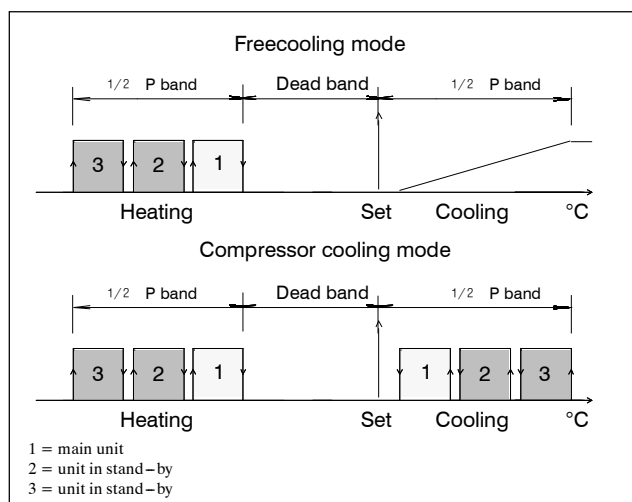 Freecooling mode
1/2 P band Dead band 1/2 P band
3 2 1
Heating Set Cooling °C
Compressor cooling mode
1/2 P band Dead band 1/2 P band
3 2 1 1 2 3
Heating Set Cooling °C
1 = main unit
2 = unit in stand-by
3 = unit in stand-by